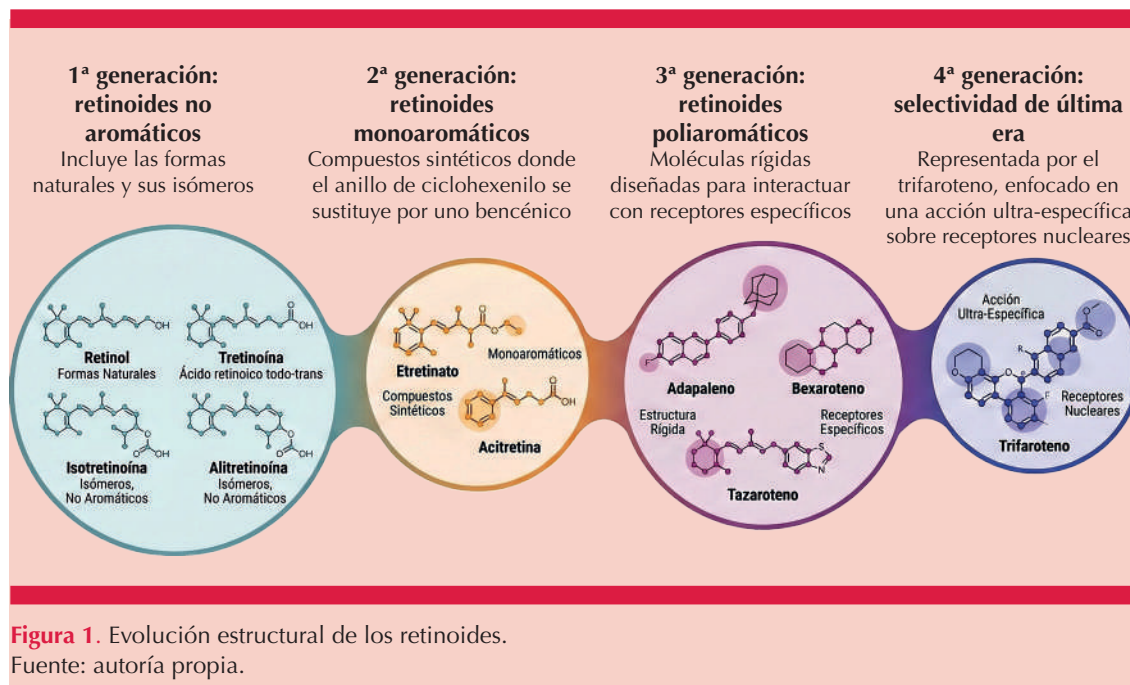 1ª generación:
retinoides no
aromáticos
Incluye las formas
naturales y sus isómeros
2ª generación:
retinoides
monoaromáticos
Compuestos sintéticos donde
el anillo de ciclohexenilo se
sustituye por uno bencénico
3ª generación:
retinoides
poliaromáticos
Moléculas rígidas
diseñadas para interactuar
con receptores específicos
4ª generación:
selectividad de última
era
Representada por el
trifaroteno, enfocado en
una acción ultra-específica
sobre receptores nucleares
OH
Retinol
Formas Naturales
O
OH
Tretinoína
Ácido retinoico todo-trans
O
COOH
Isotretinoína
Isómeros,
No Aromáticos
O
COOH
Alitretinoína
Isómeros,
No Aromáticos
O
O
Etretinato
Monoaromáticos
Compuestos
Sintéticos
O
OH
Acitretina
F
Adapaleno
Bexaroteno
Estructura
Rígida
Receptores
Específicos
S
N
Tazaroteno
Acción
Ultra-Específica
O
O
R
O
O
F
Receptores
Nucleares
Trifaroteno
Figura 1. Evolución estructural de los retinoides.
Fuente: autoría propia.